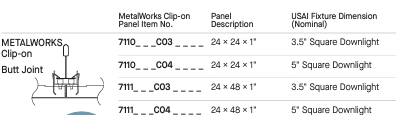 MetalWorks Clip-on Panel Description USAI Fixture Dimension
Panel Item No. (Nominal)
METALWORKS
Clip-on
Butt Joint
7110_ _ _C03 _ _ _ _ 24 × 24 × 1" 3.5" Square Downlight
7110_ _ _C04 _ _ _ _ 24 × 24 × 1" 5" Square Downlight
7111_ _ _C03 _ _ _ _ 24 × 48 × 1" 3.5" Square Downlight
7111_ _ _C04 _ _ _ _ 24 × 48 × 1" 5" Square Downlight